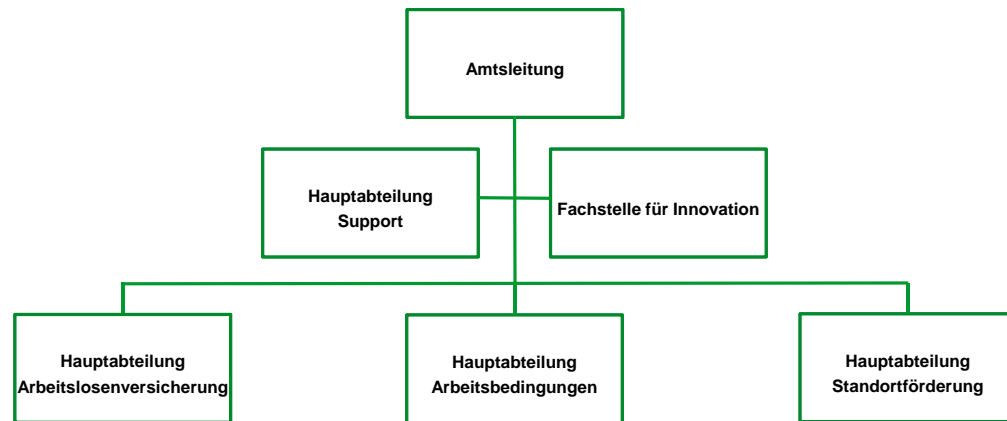 Amtsleitung
Hauptabteilung
Support
Fachstelle für Innovation
Hauptabteilung
Arbeitslosenversicherung
Hauptabteilung
Arbeitsbedingungen
Hauptabteilung
Standortförderung